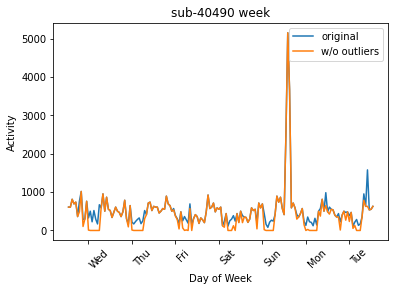 sub-40490 week
original
w/o outliers
Activity
5000
4000
3000
2000
1000
0
Wed
Thu
Fri
Sat
Sun
Mon
Tue
Day of Week